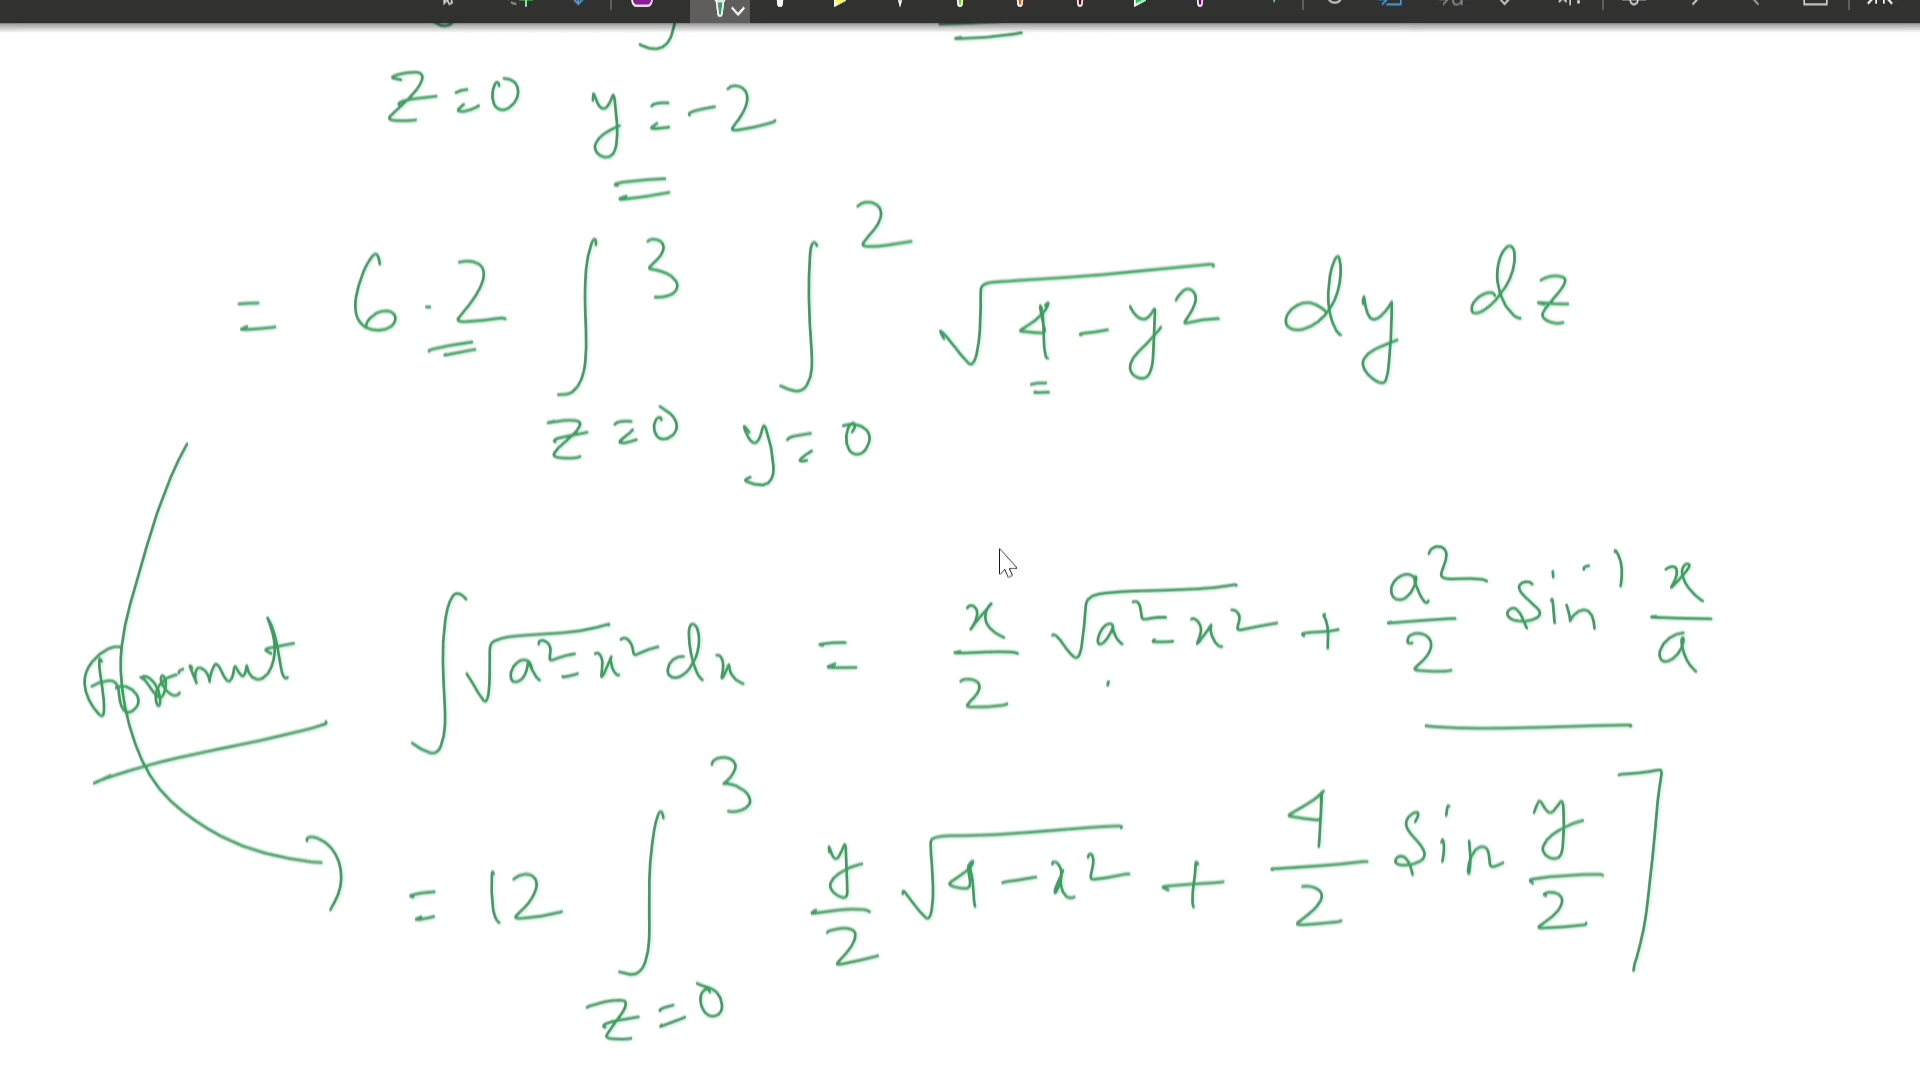 z=0 y=-2
= 6.2 ∫_{z=0}^{3} ∫_{y=0}^{2} √(4-y²) dy dz
∫√(a²-x²) dx = x/2 √(a²-x²) + a²/2 sin⁻¹ x/a
= 12 ∫_{z=0}^{3} y/2 √(4-x²) + 4/2 sin y/2 ]